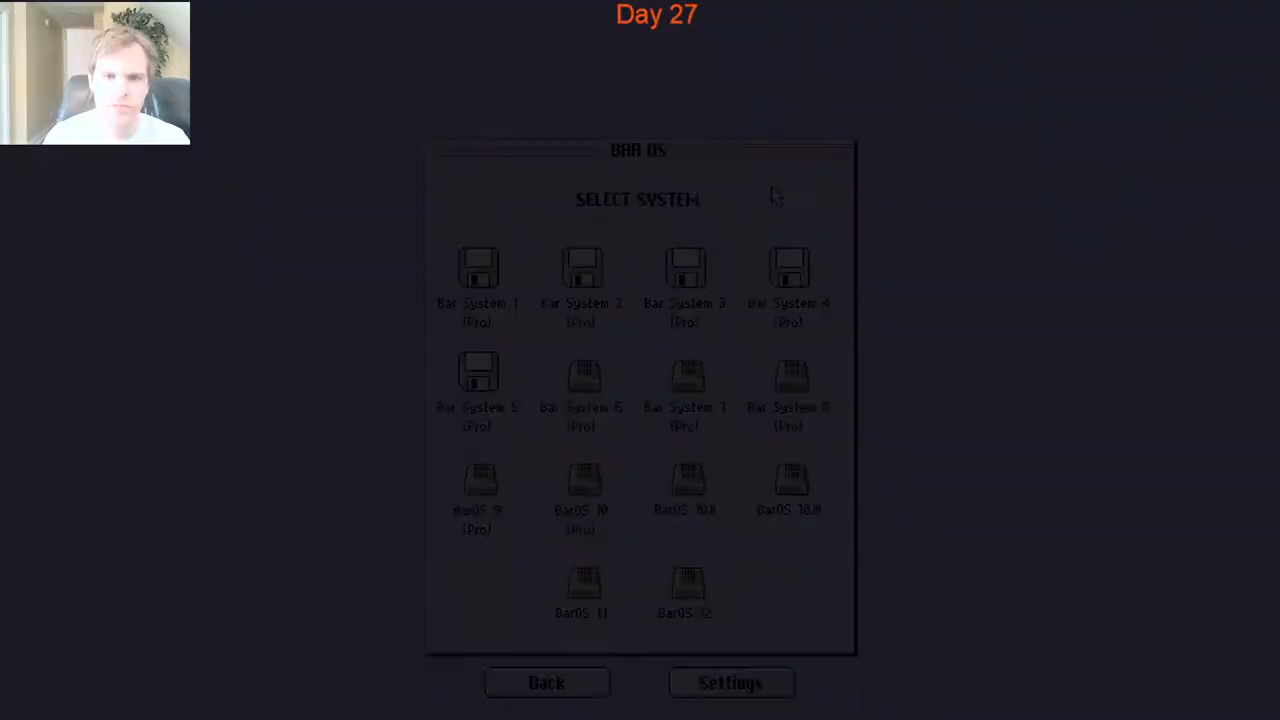 Day 27
BAR OS
SELECT SYSTEM
Bar System 1 Bar System 2 Bar System 3 Bar System 4
(Pro) (Pro) (Pro) (Pro)
Bar System 5 Bar System 6 Bar System 7 Bar System 8
(Pro) (Pro) (Pro) (Pro)
BarOS 9 BarOS 10 BarOS
(Pro) (Pro)
BarOS 11 BarOS 12
Back Settings